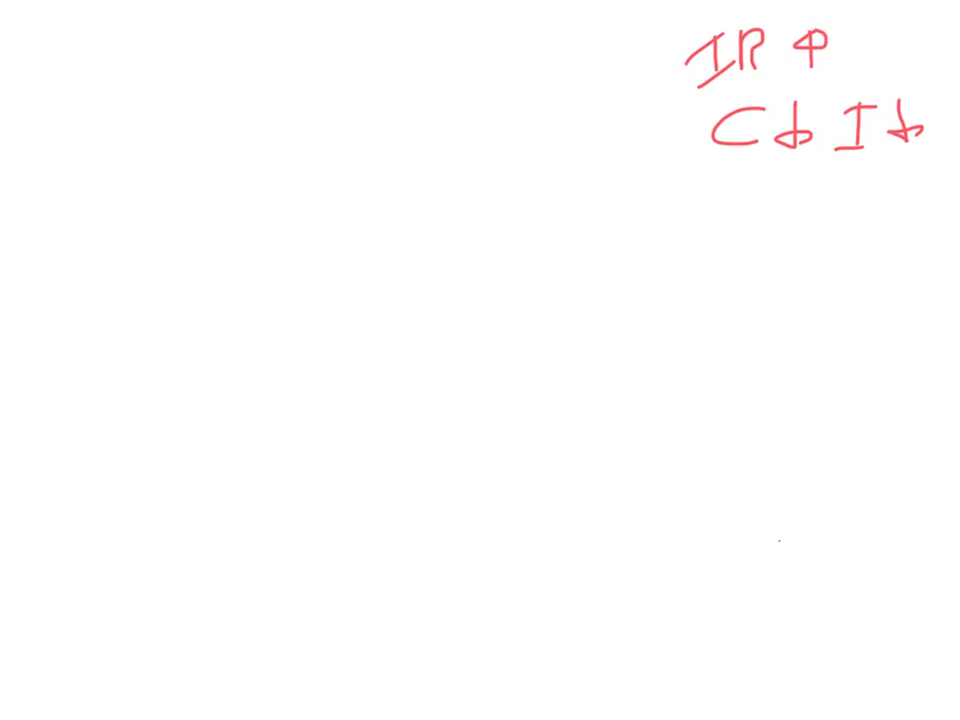 IR ↑
C ↓ I ↓